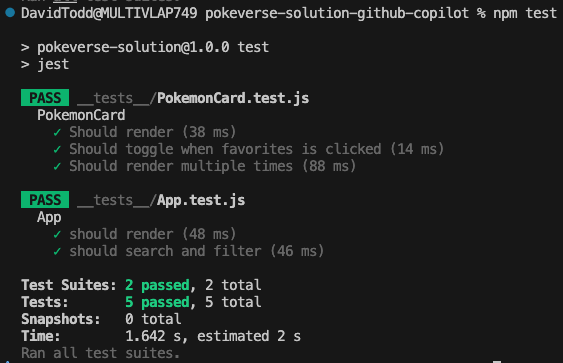 DavidTodd@MULTIVLAP749 pokeverse-solution-github-copilot % npm test
> pokeverse-solution@1.0.0 test
> jest
PASS __tests__/PokemonCard.test.js
PokemonCard
✓ Should render (38 ms)
✓ Should toggle when favorites is clicked (14 ms)
✓ Should render multiple times (88 ms)
PASS __tests__/App.test.js
App
✓ should render (48 ms)
✓ should search and filter (46 ms)
Test Suites: 2 passed, 2 total
Tests: 5 passed, 5 total
Snapshots: 0 total
Time: 1.642 s, estimated 2 s
Ran all test suites.